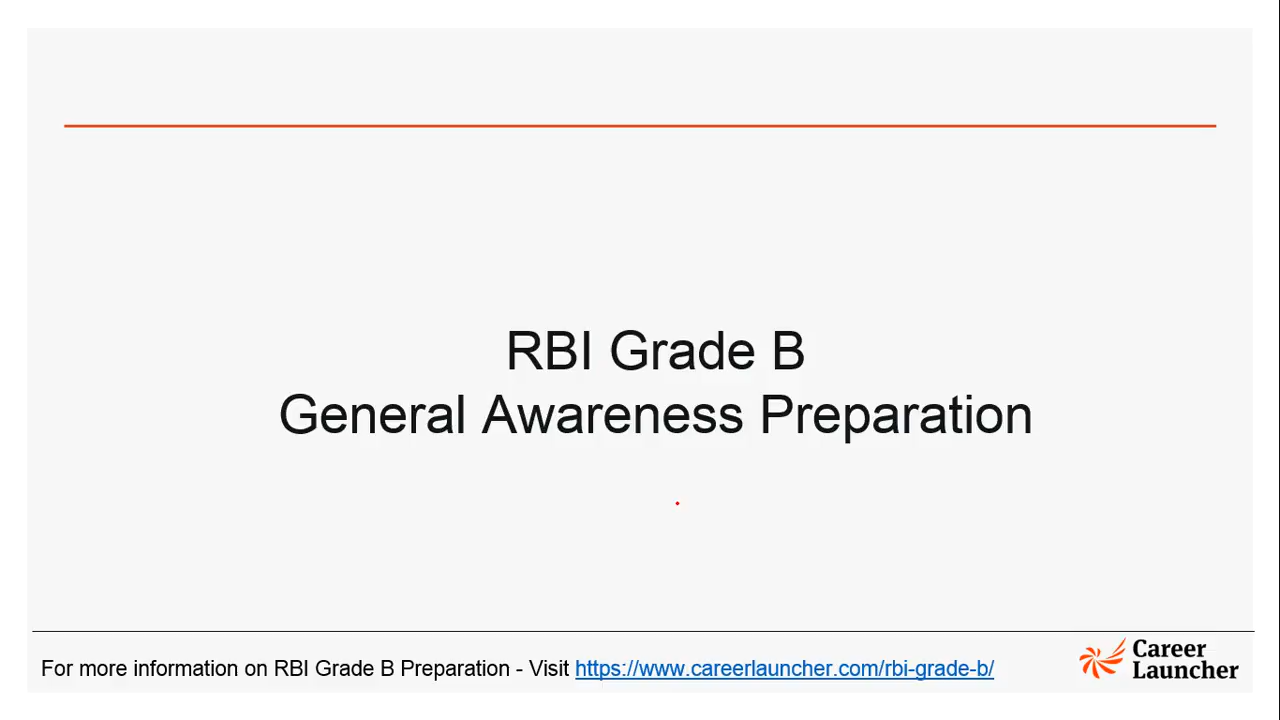 RBI Grade B
General Awareness Preparation
For more information on RBI Grade B Preparation - Visit https://www.careerlauncher.com/rbi-grade-b/
Career
Launcher